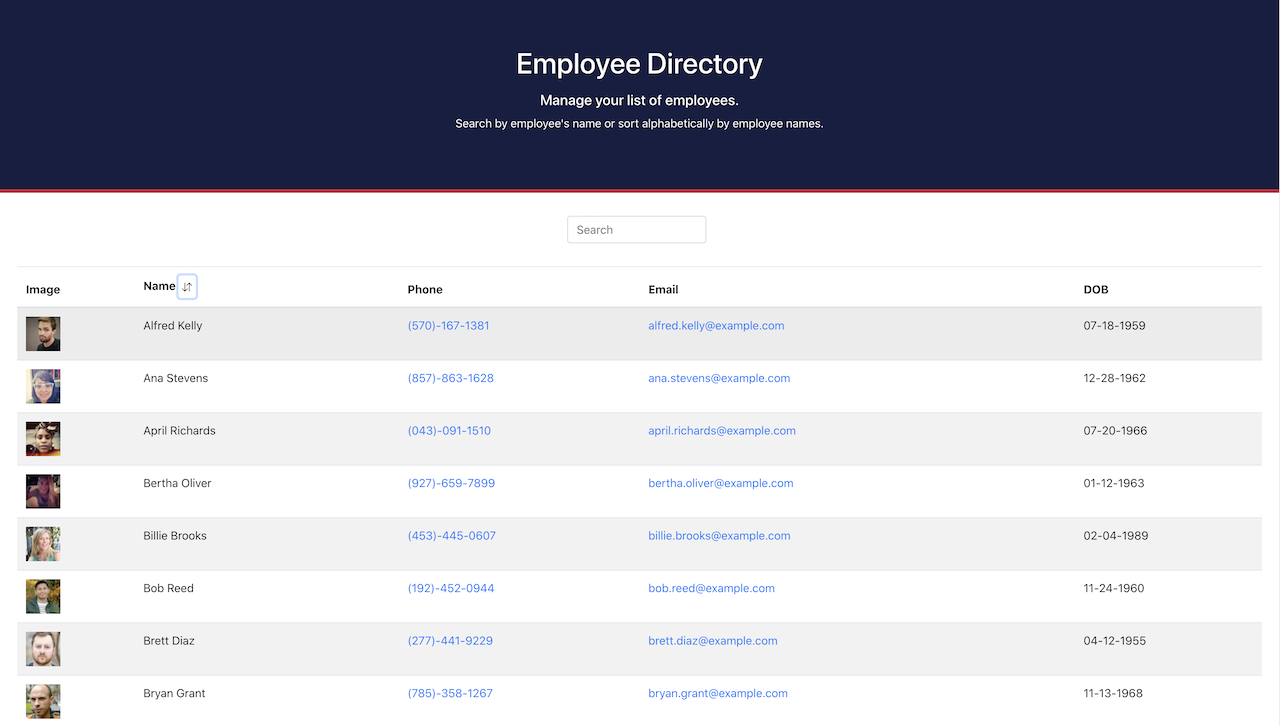 Employee Directory
Manage your list of employees.
Search by employee's name or sort alphabetically by employee names.
Search
Image Name Phone Email DOB
Alfred Kelly (570)-167-1381 alfred.kelly@example.com 07-18-1959
Ana Stevens (857)-863-1628 ana.stevens@example.com 12-28-1962
April Richards (043)-091-1510 april.richards@example.com 07-20-1966
Bertha Oliver (927)-659-7899 bertha.oliver@example.com 01-12-1963
Billie Brooks (453)-445-0607 billie.brooks@example.com 02-04-1989
Bob Reed (192)-452-0944 bob.reed@example.com 11-24-1960
Brett Diaz (277)-441-9229 brett.diaz@example.com 04-12-1955
Bryan Grant (785)-358-1267 bryan.grant@example.com 11-13-1968